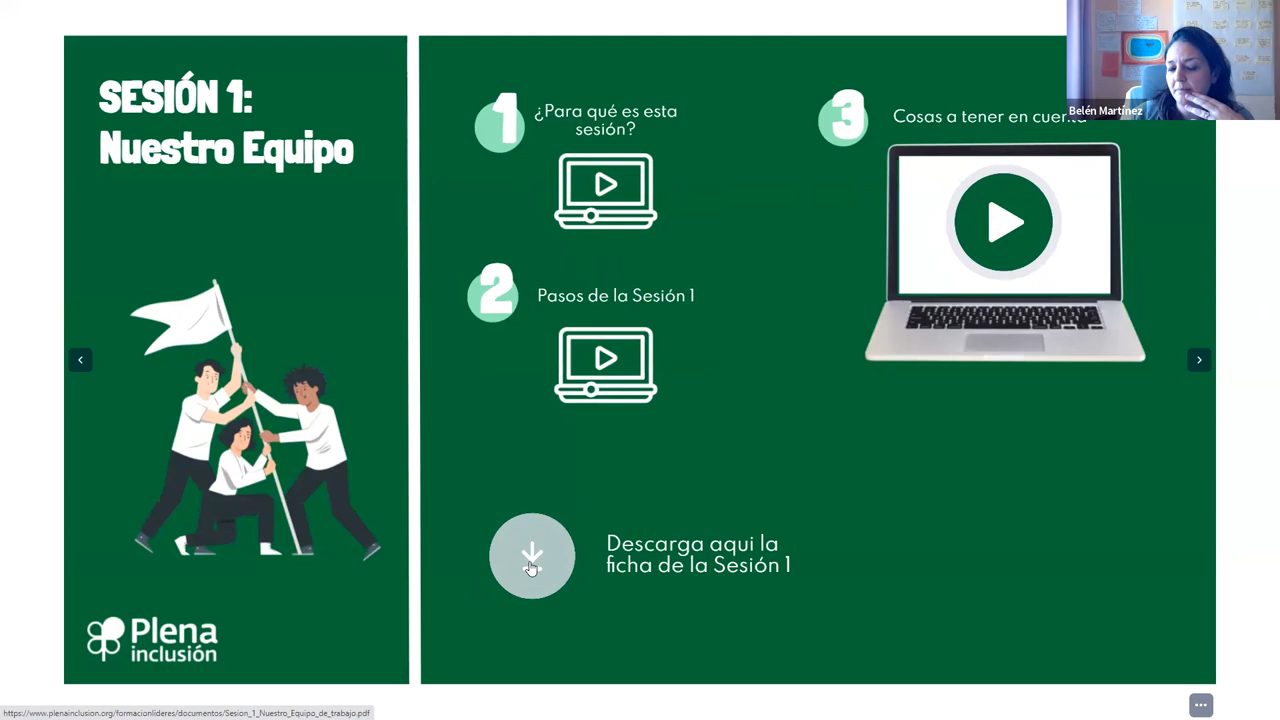 SESIÓN 1:
Nuestro Equipo
1
¿Para qué es esta
sesión?
2
Pasos de la Sesión 1
3
Cosas a tener en cuenta
Belén Martínez
Descarga aqui la
ficha de la Sesión 1
Plena
inclusión
https://www.plenainclusion.org/formacionlideres/documentos/Sesion_1_Nuestro_Equipo_de_trabajo.pdf